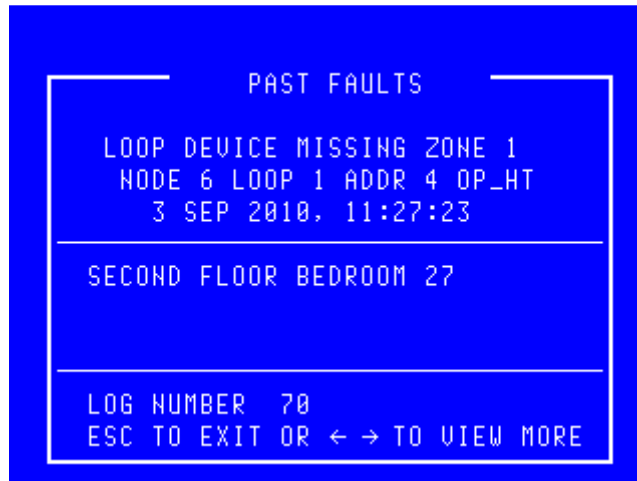 PAST FAULTS
LOOP DEVICE MISSING ZONE 1
NODE 6 LOOP 1 ADDR 4 OP_HT
3 SEP 2010, 11:27:23
SECOND FLOOR BEDROOM 27
LOG NUMBER 70
ESC TO EXIT OR ← → TO VIEW MORE